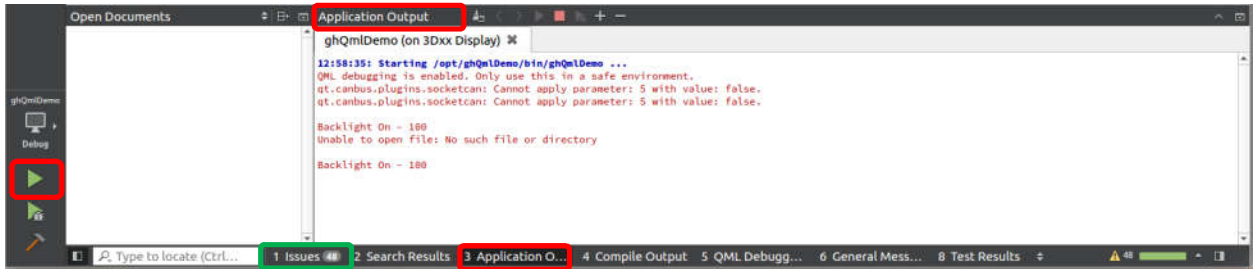 Open Documents
Application Output
ghQmlDemo (on 3Dxx Display)
12:58:35: Starting /opt/ghQmlDemo/bin/ghQmlDemo ...
QML debugging is enabled. Only use this in a safe environment.
qt.canbus.plugins.socketcan: Cannot apply parameter: 5 with value: false.
qt.canbus.plugins.socketcan: Cannot apply parameter: 5 with value: false.
Backlight On - 100
Unable to open file: No such file or directory
Backlight On - 100
ghQmlDemo
Debug
Type to locate (Ctrl...
1 Issues 48
2 Search Results
3 Application O...
4 Compile Output
5 QML Debugg...
6 General Mess...
8 Test Results
48